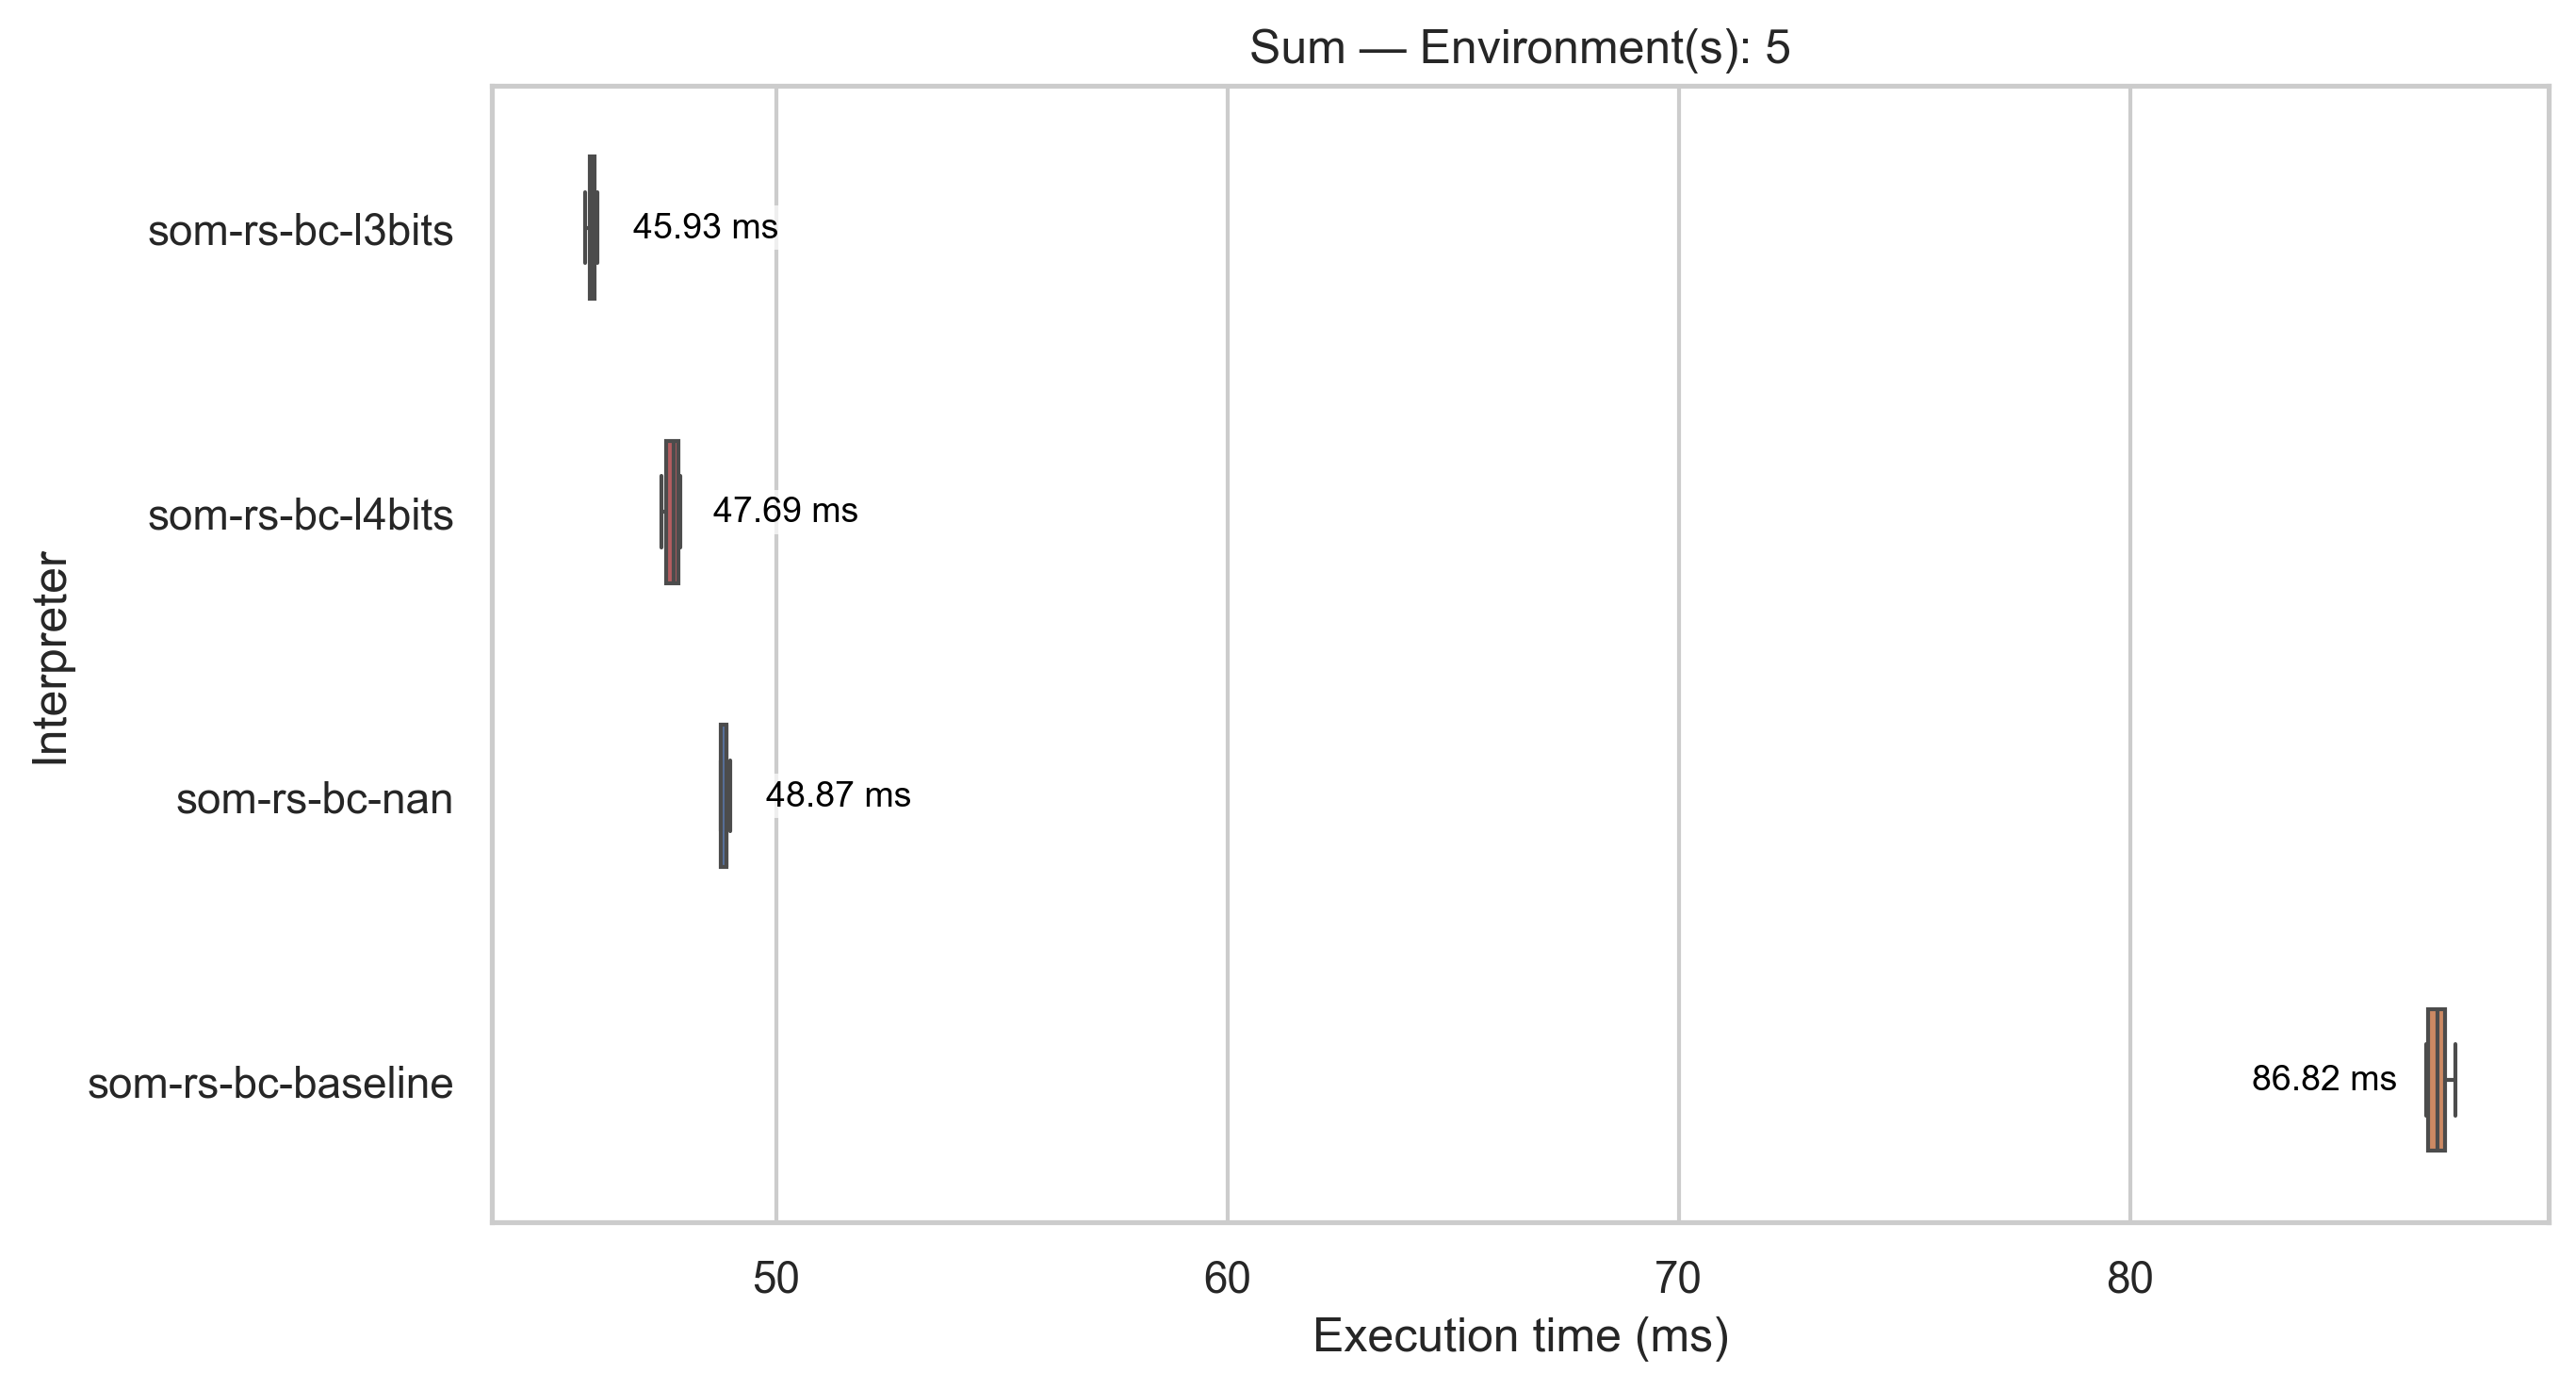 Sum — Environment(s): 5
som-rs-bc-l3bits
45.93 ms
som-rs-bc-l4bits
47.69 ms
som-rs-bc-nan
48.87 ms
som-rs-bc-baseline
86.82 ms
Interpreter
50 60 70 80
Execution time (ms)